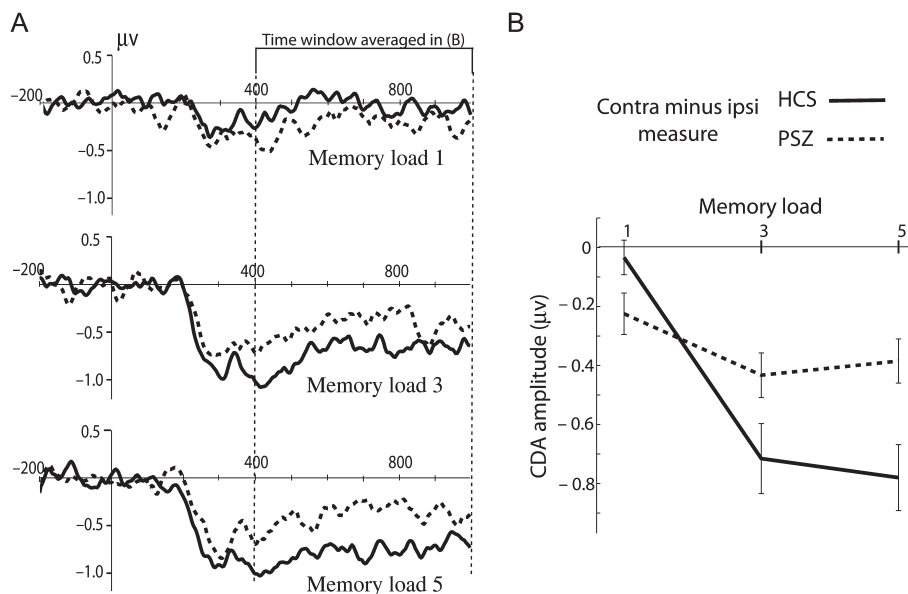 A
μv
Time window averaged in (B)
0.5
−200
400
800
−0.5
Memory load 1
−1.0
0.5
−200
400
800
−0.5
−1.0
Memory load 3
0.5
−200
400
800
−0.5
−1.0
Memory load 5
B
Contra minus ipsi
measure
HCS
PSZ
Memory load
1
3
5
0
−0.2
−0.4
−0.6
−0.8
CDA amplitude (μv)